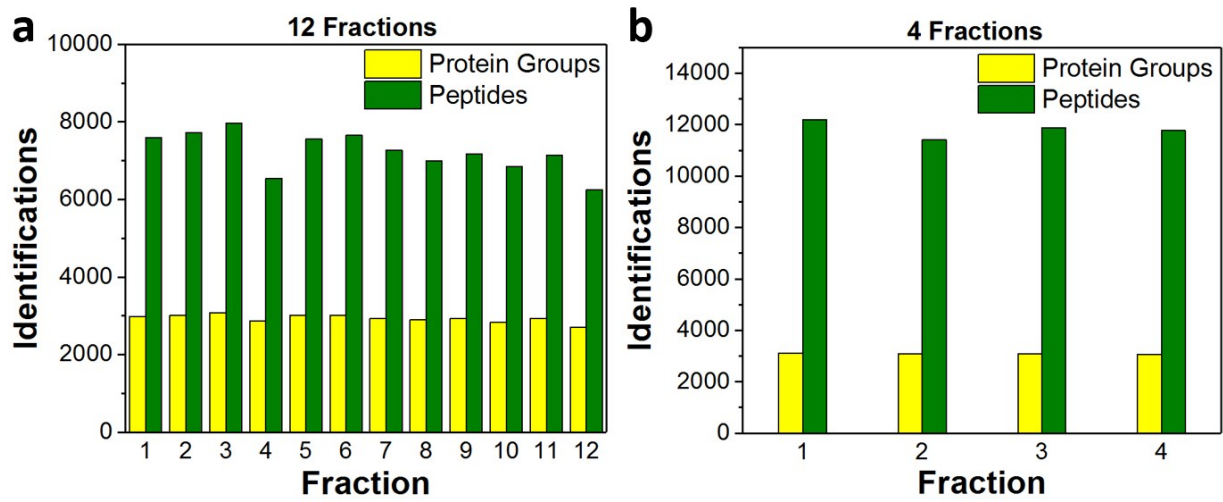 a
12 Fractions
Protein Groups
Peptides
Identifications
10000
8000
6000
4000
2000
0
1 2 3 4 5 6 7 8 9 10 11 12
Fraction
b
4 Fractions
Protein Groups
Peptides
Identifications
14000
12000
10000
8000
6000
4000
2000
0
1 2 3 4
Fraction